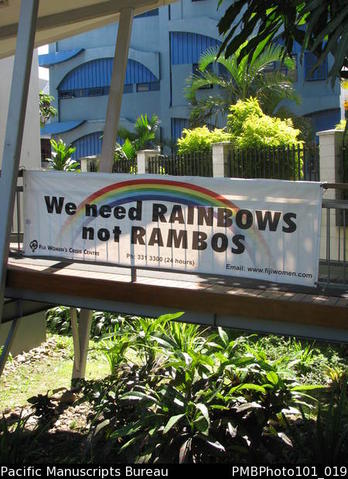 We need RAINBOWS
not RAMBOS
FIJI WOMEN'S CRISIS CENTRE
Ph: 331 3300 (24 hours)
Email: www.fijiwomen.com
Pacific Manuscripts Bureau PMBPhoto101_019